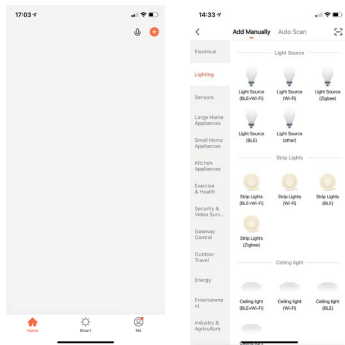 17:03
Home
Smart
Me
14:33
Add Manually
Auto Scan
Electrical
Lighting
Sensors
Large Home
Appliances
Small Home
Appliances
Kitchen
Appliances
Exercise
& Health
Security &
Video Surv...
Gateway
Control
Outdoor
Travel
Energy
Entertainme
nt
Industry &
Agriculture
Light Source
Light Source
(BLE+Wi-Fi)
Light Source
(Wi-Fi)
Light Source
(Zigbee)
Light Source
(BLE)
Light Source
(other)
Strip Lights
Strip Lights
(BLE+Wi-Fi)
Strip Lights
(Wi-Fi)
Strip Lights
(BLE)
Strip Lights
(Zigbee)
Ceiling light
Ceiling light
(BLE+Wi-Fi)
Ceiling light
(Wi-Fi)
Ceiling light
(BLE)